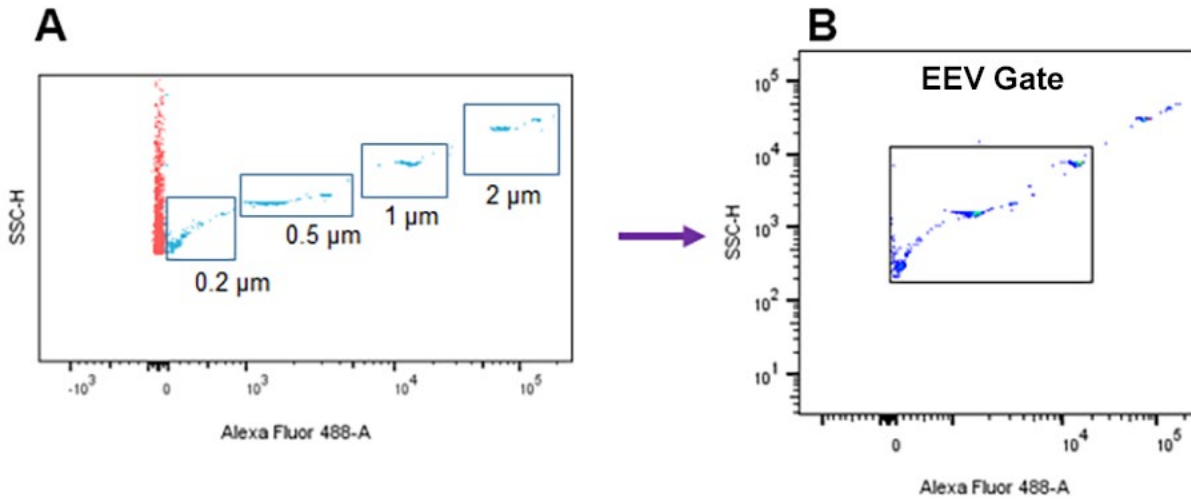 A
SSC-H
0.2 µm
0.5 µm
1 µm
2 µm
-10³
0
10³
10⁴
10⁵
Alexa Fluor 488-A
B
EEV Gate
SSC-H
10⁵
10⁴
10³
10²
10¹
0
10⁴
10⁵
Alexa Fluor 488-A